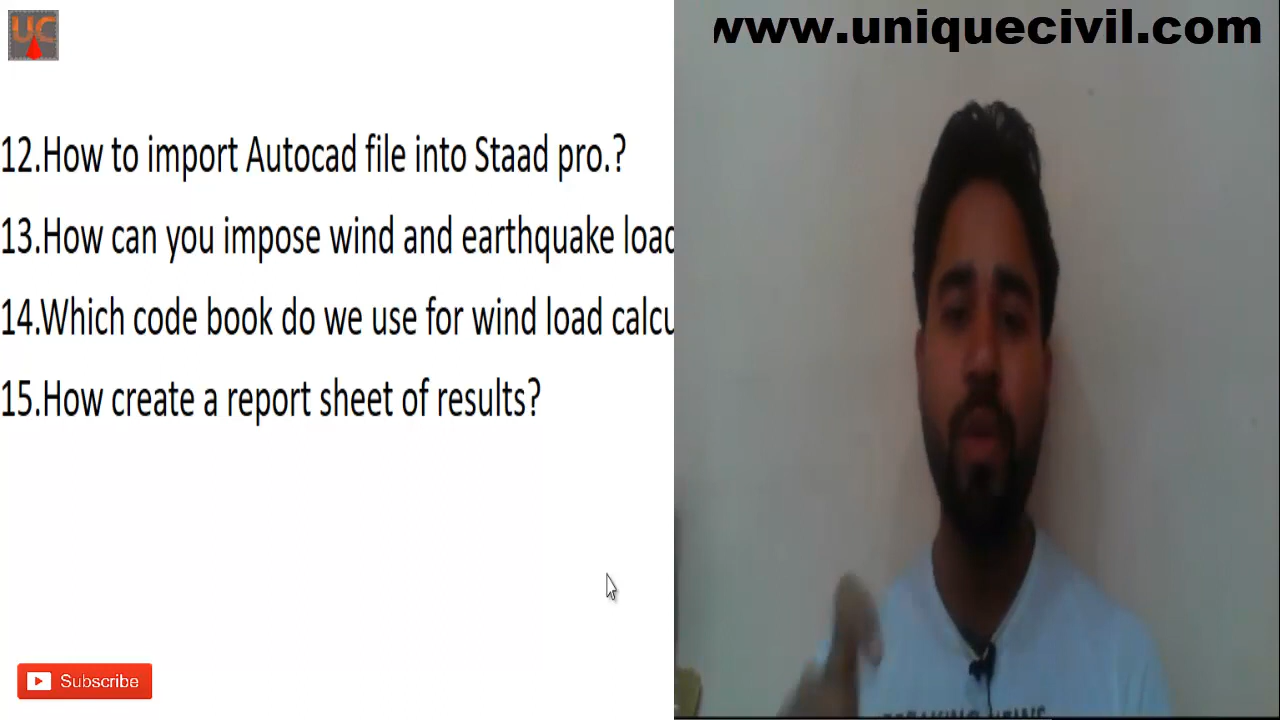 UC
www.uniquecivil.com
12.How to import Autocad file into Staad pro.?
13.How can you impose wind and earthquake
14.Which code book do we use for wind load
15.How create a report sheet of results?
Subscribe